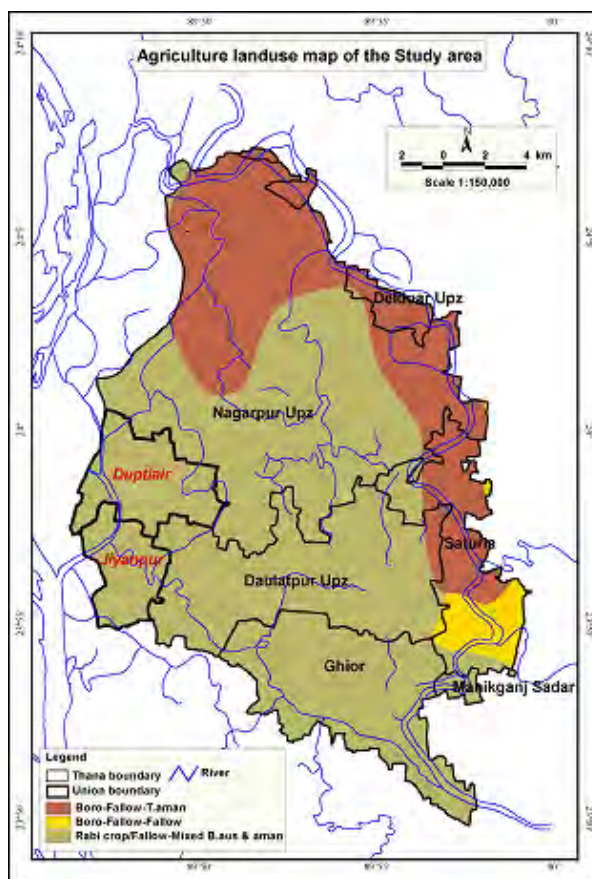 Agriculture landuse map of the Study area
N
2 0 2 4 km
Scale 1:150,000
Delduar Upz
Nagarpur Upz
Duptiair
Saturia
Jiyanpur
Daulatpur Upz
Ghior
Manikganj Sadar
Legend
Thana boundary River
Union boundary
Boro-Fallow-T.aman
Boro-Fallow-Fallow
Rabi crop/Fallow-Mixed B.aus & aman